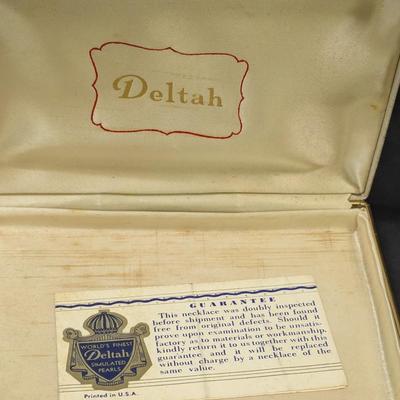 Deltah
GUARANTEE
This necklace was doubly inspected
before shipment and has been found
free from original defects. Should it
prove upon examination to be unsatis-
factory as to materials or workmanship,
kindly return it to us together with this
guarantee and it will be replaced
without charge by a necklace of the
same value.
WORLD'S FINEST
Deltah
SIMULATED
PEARLS
Printed in U.S.A.